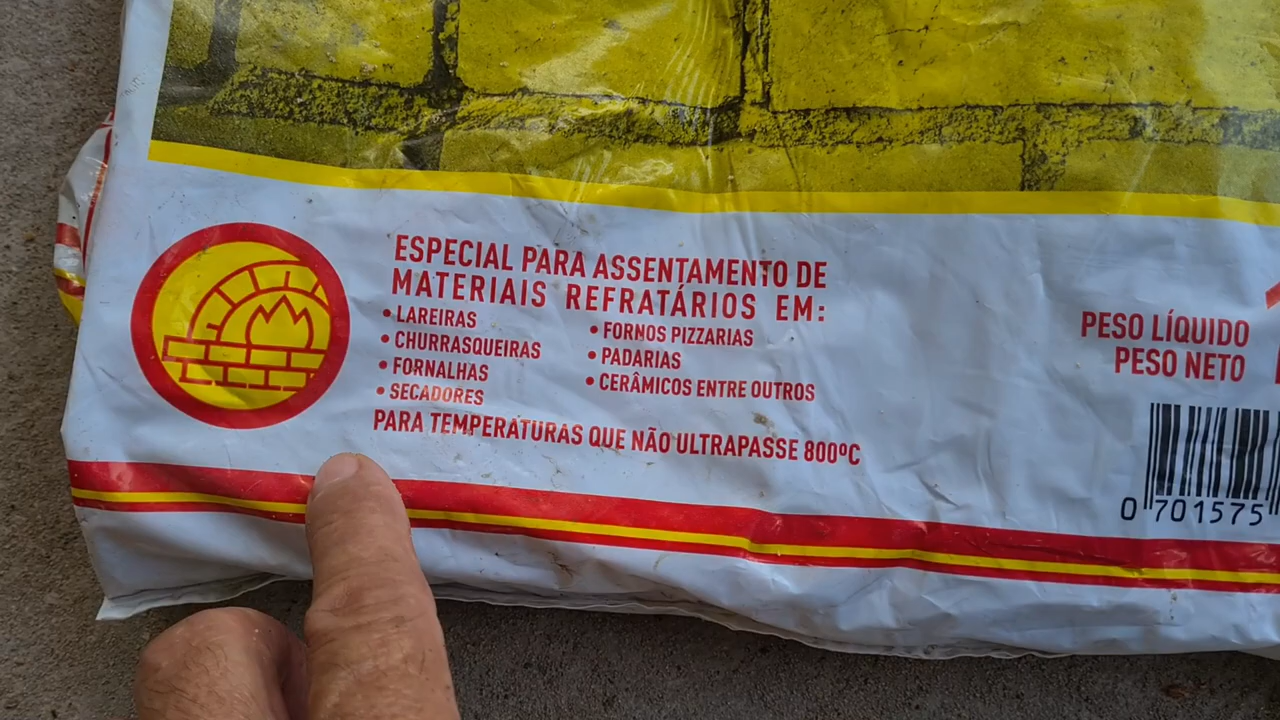 ESPECIAL PARA ASSENTAMENTO DE
MATERIAIS REFRATÁRIOS EM:
• LAREIRAS
• CHURRASQUEIRAS
• FORNALHAS
• SECADORES
• FORNOS PIZZARIAS
• PADARIAS
• CERÂMICOS ENTRE OUTROS
PARA TEMPERATURAS QUE NÃO ULTRAPASSE 800ºC
PESO LÍQUIDO
PESO NETO
0 701575